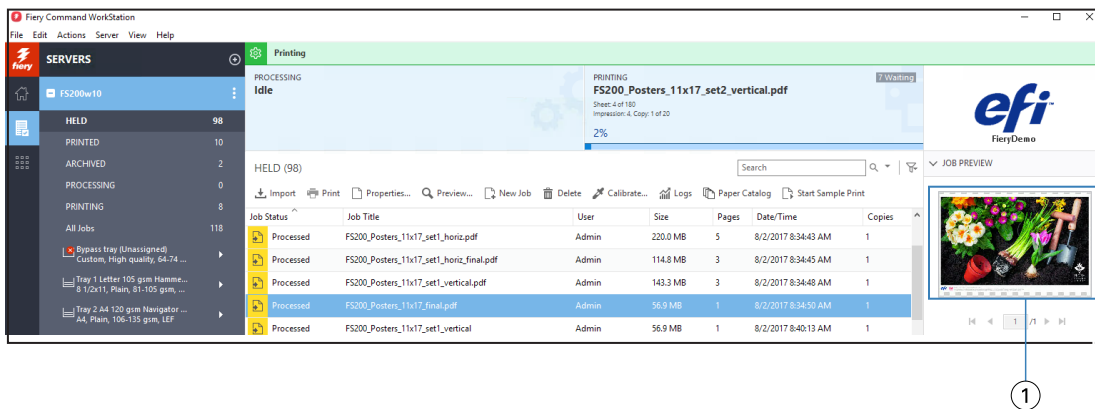 Fiery Command WorkStation
File Edit Actions Server View Help
fiery
SERVERS
Printing
FS200w10
HELD 98
PRINTED 10
ARCHIVED 2
PROCESSING 0
PRINTING 8
All Jobs 118
Bypass tray (Unassigned)
Custom, High quality, 64-74 ...
Tray 1 Letter 105 gsm Hamme...
8 1/2x11, Plain, 81-105 gsm, ...
Tray 2 A4 120 gsm Navigator ...
A4, Plain, 106-135 gsm, LEF
PROCESSING
Idle
PRINTING
7 Waiting
FS200_Posters_11x17_set2_vertical.pdf
Sheet: 4 of 180
Impression: 4, Copy: 1 of 20
2%
efi
FieryDemo
HELD (98)
Search
JOB PREVIEW
Import Print Properties... Preview... New Job Delete Calibrate... Logs Paper Catalog Start Sample Print
Job Status Job Title User Size Pages Date/Time Copies
Processed FS200_Posters_11x17_set1_horiz.pdf Admin 220.0 MB 5 8/2/2017 8:34:43 AM 1
Processed FS200_Posters_11x17_set1_horiz_final.pdf Admin 114.8 MB 3 8/2/2017 8:34:45 AM 1
Processed FS200_Posters_11x17_set1_vertical.pdf Admin 143.3 MB 3 8/2/2017 8:34:48 AM 1
Processed FS200_Posters_11x17_final.pdf Admin 56.9 MB 1 8/2/2017 8:34:50 AM 1
Processed FS200_Posters_11x17_set1_vertical Admin 56.9 MB 1 8/2/2017 8:40:13 AM 1
1 /1
1